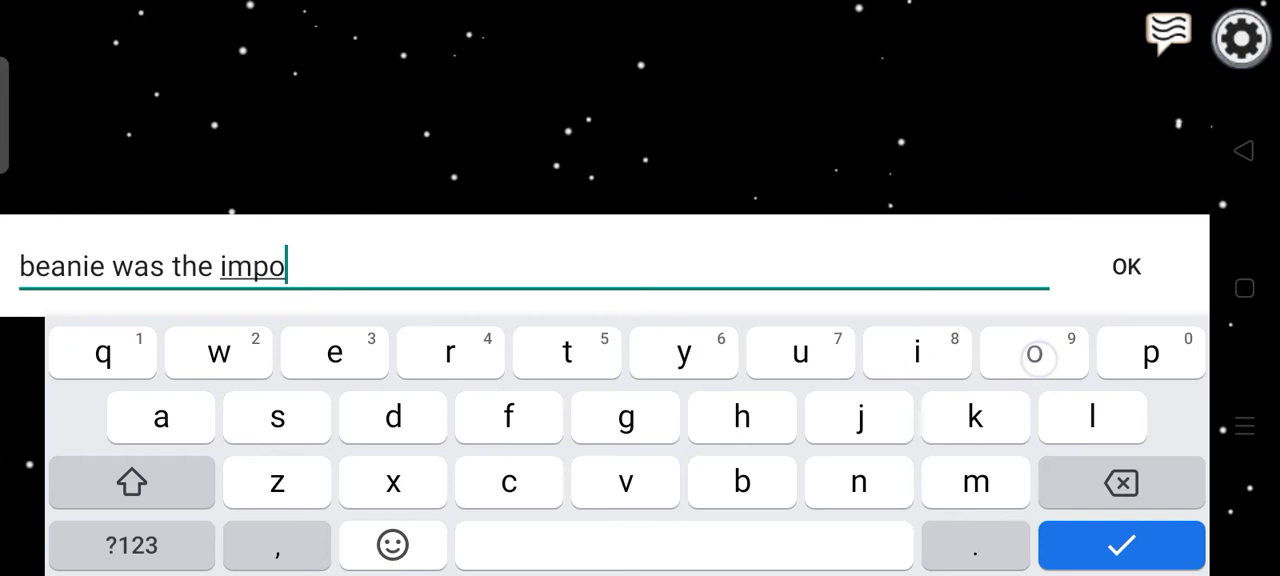 beanie was the impo
OK
q 1 w 2 e 3 r 4 t 5 y 6 u 7 i 8 o 9 p 0
a s d f g h j k l
z x c v b n m
?123 , .